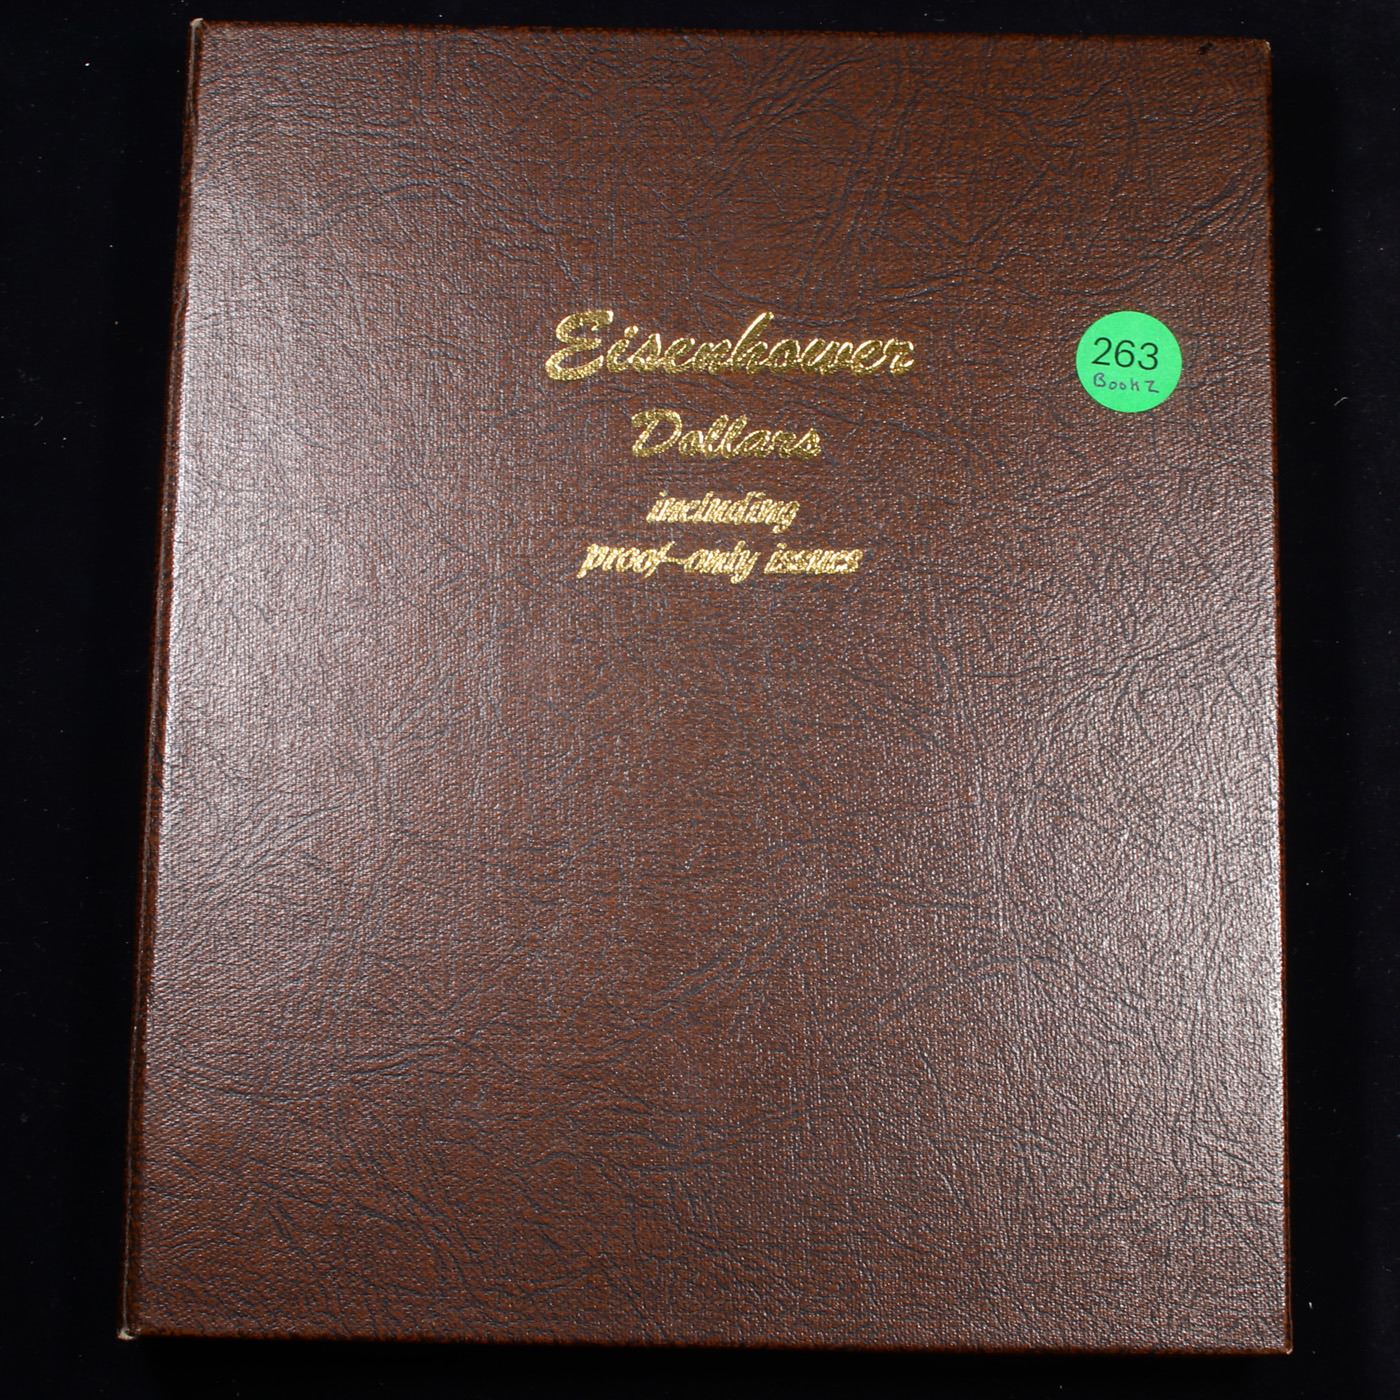 Eisenhower
Dollars
including
proof-only issues
263
Book 2